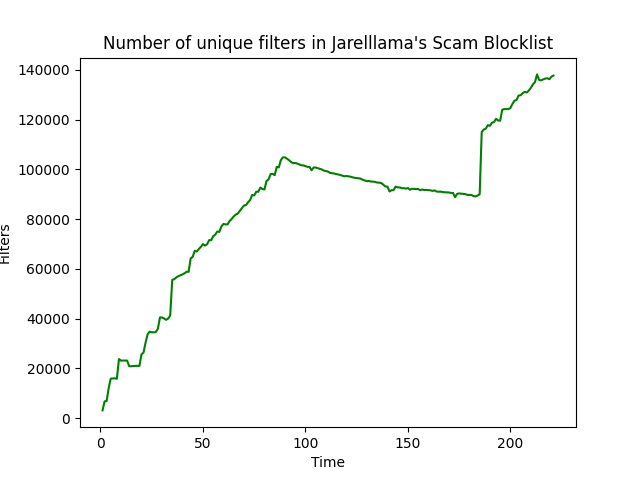 Number of unique filters in Jarelllama's Scam Blocklist
140000
120000
100000
80000
60000
40000
20000
0
Filters
0 50 100 150 200
Time